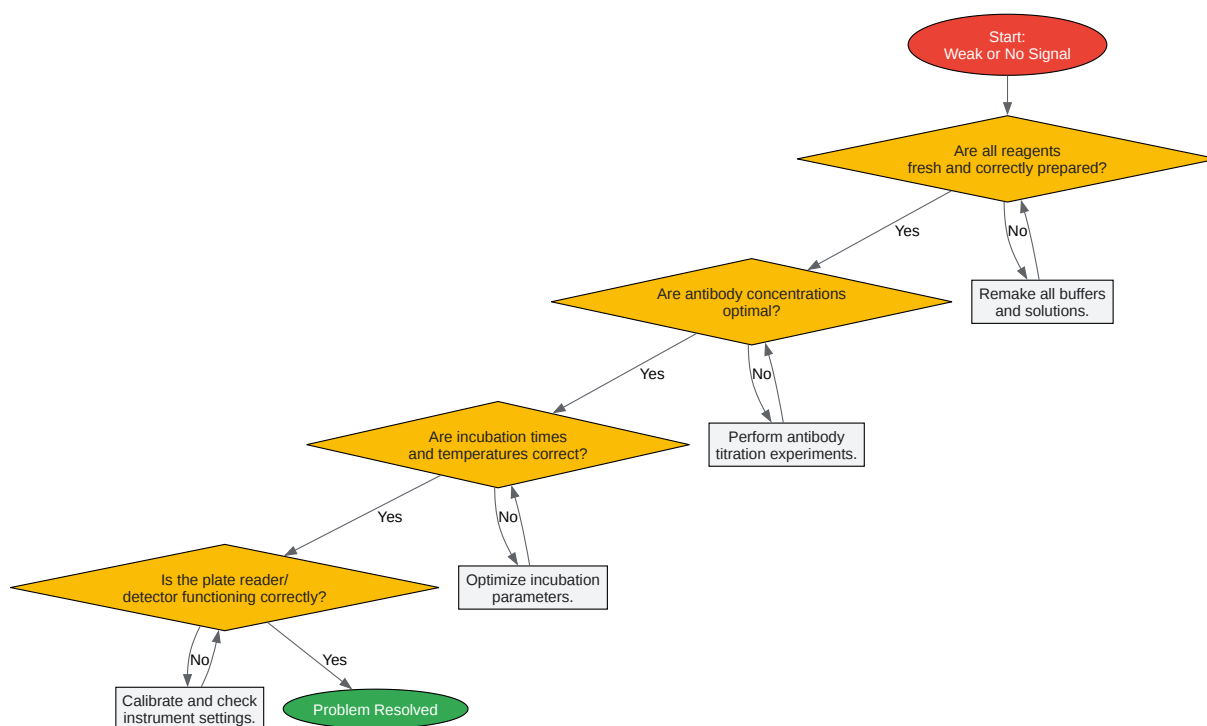 Start:
Weak or No Signal
Are all reagents
fresh and correctly prepared?
Yes
No
Remake all buffers
and solutions.
Are antibody concentrations
optimal?
Yes
No
Perform antibody
titration experiments.
Are incubation times
and temperatures correct?
Yes
No
Optimize incubation
parameters.
Is the plate reader/
detector functioning correctly?
No
Yes
Calibrate and check
instrument settings.
Problem Resolved